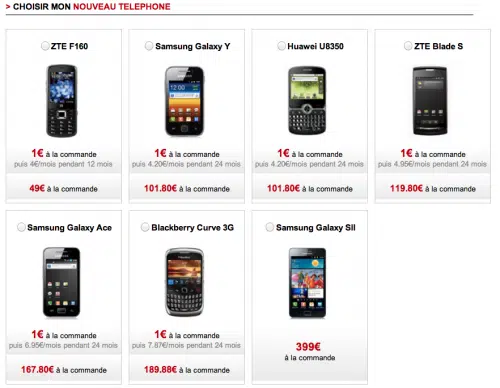 > CHOISIR MON NOUVEAU TELEPHONE
ZTE F160
1€ à la commande
puis 4€/mois pendant 12 mois
49€ à la commande
Samsung Galaxy Y
1€ à la commande
puis 4.20€/mois pendant 24 mois
101.80€ à la commande
Huawei U8350
1€ à la commande
puis 4.20€/mois pendant 24 mois
101.80€ à la commande
ZTE Blade S
1€ à la commande
puis 4.95€/mois pendant 24 mois
119.80€ à la commande
Samsung Galaxy Ace
1€ à la commande
puis 6.95€/mois pendant 24 mois
167.80€ à la commande
Blackberry Curve 3G
1€ à la commande
puis 7.87€/mois pendant 24 mois
189.88€ à la commande
Samsung Galaxy SII
399€
à la commande